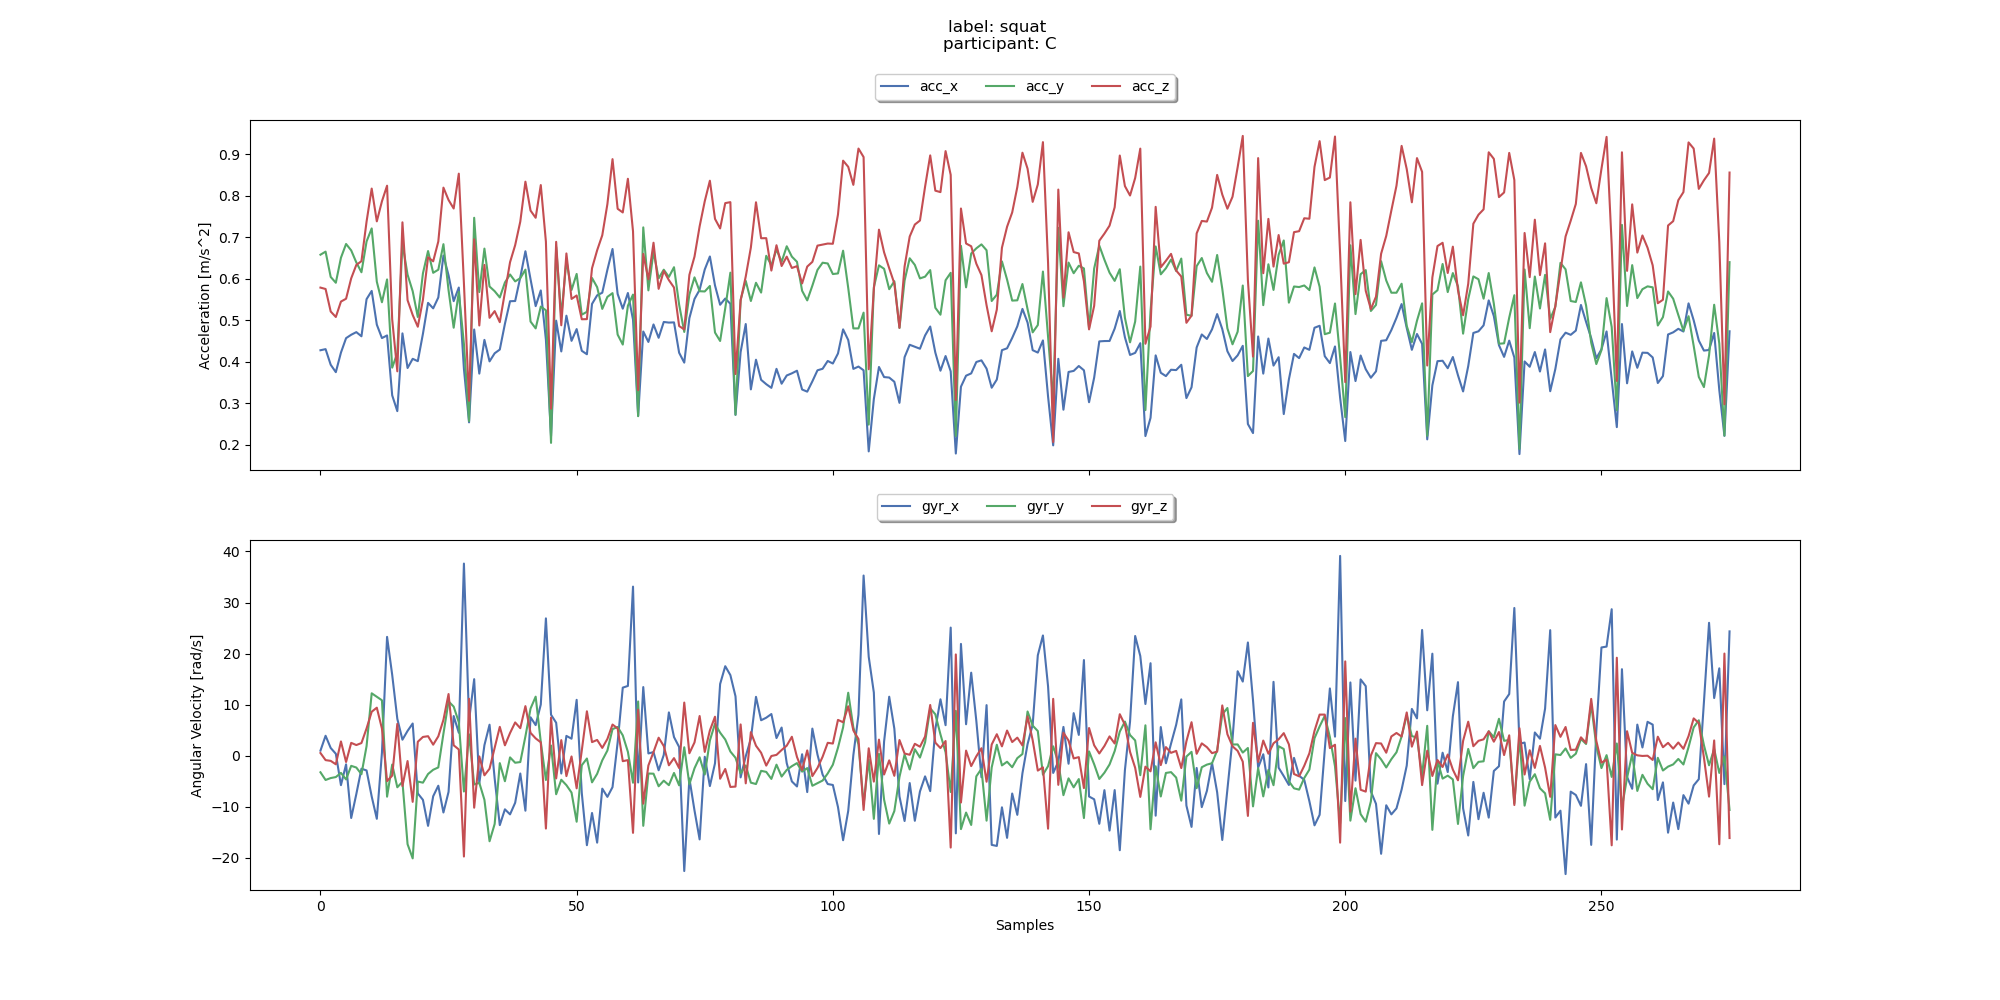 label: squat
participant: C
acc_x acc_y acc_z
0.9
0.8
0.7
0.6
0.5
0.4
0.3
0.2
Acceleration [m/s^2]
gyr_x gyr_y gyr_z
40
30
20
10
0
−10
−20
Angular Velocity [rad/s]
0 50 100 150 200 250
Samples